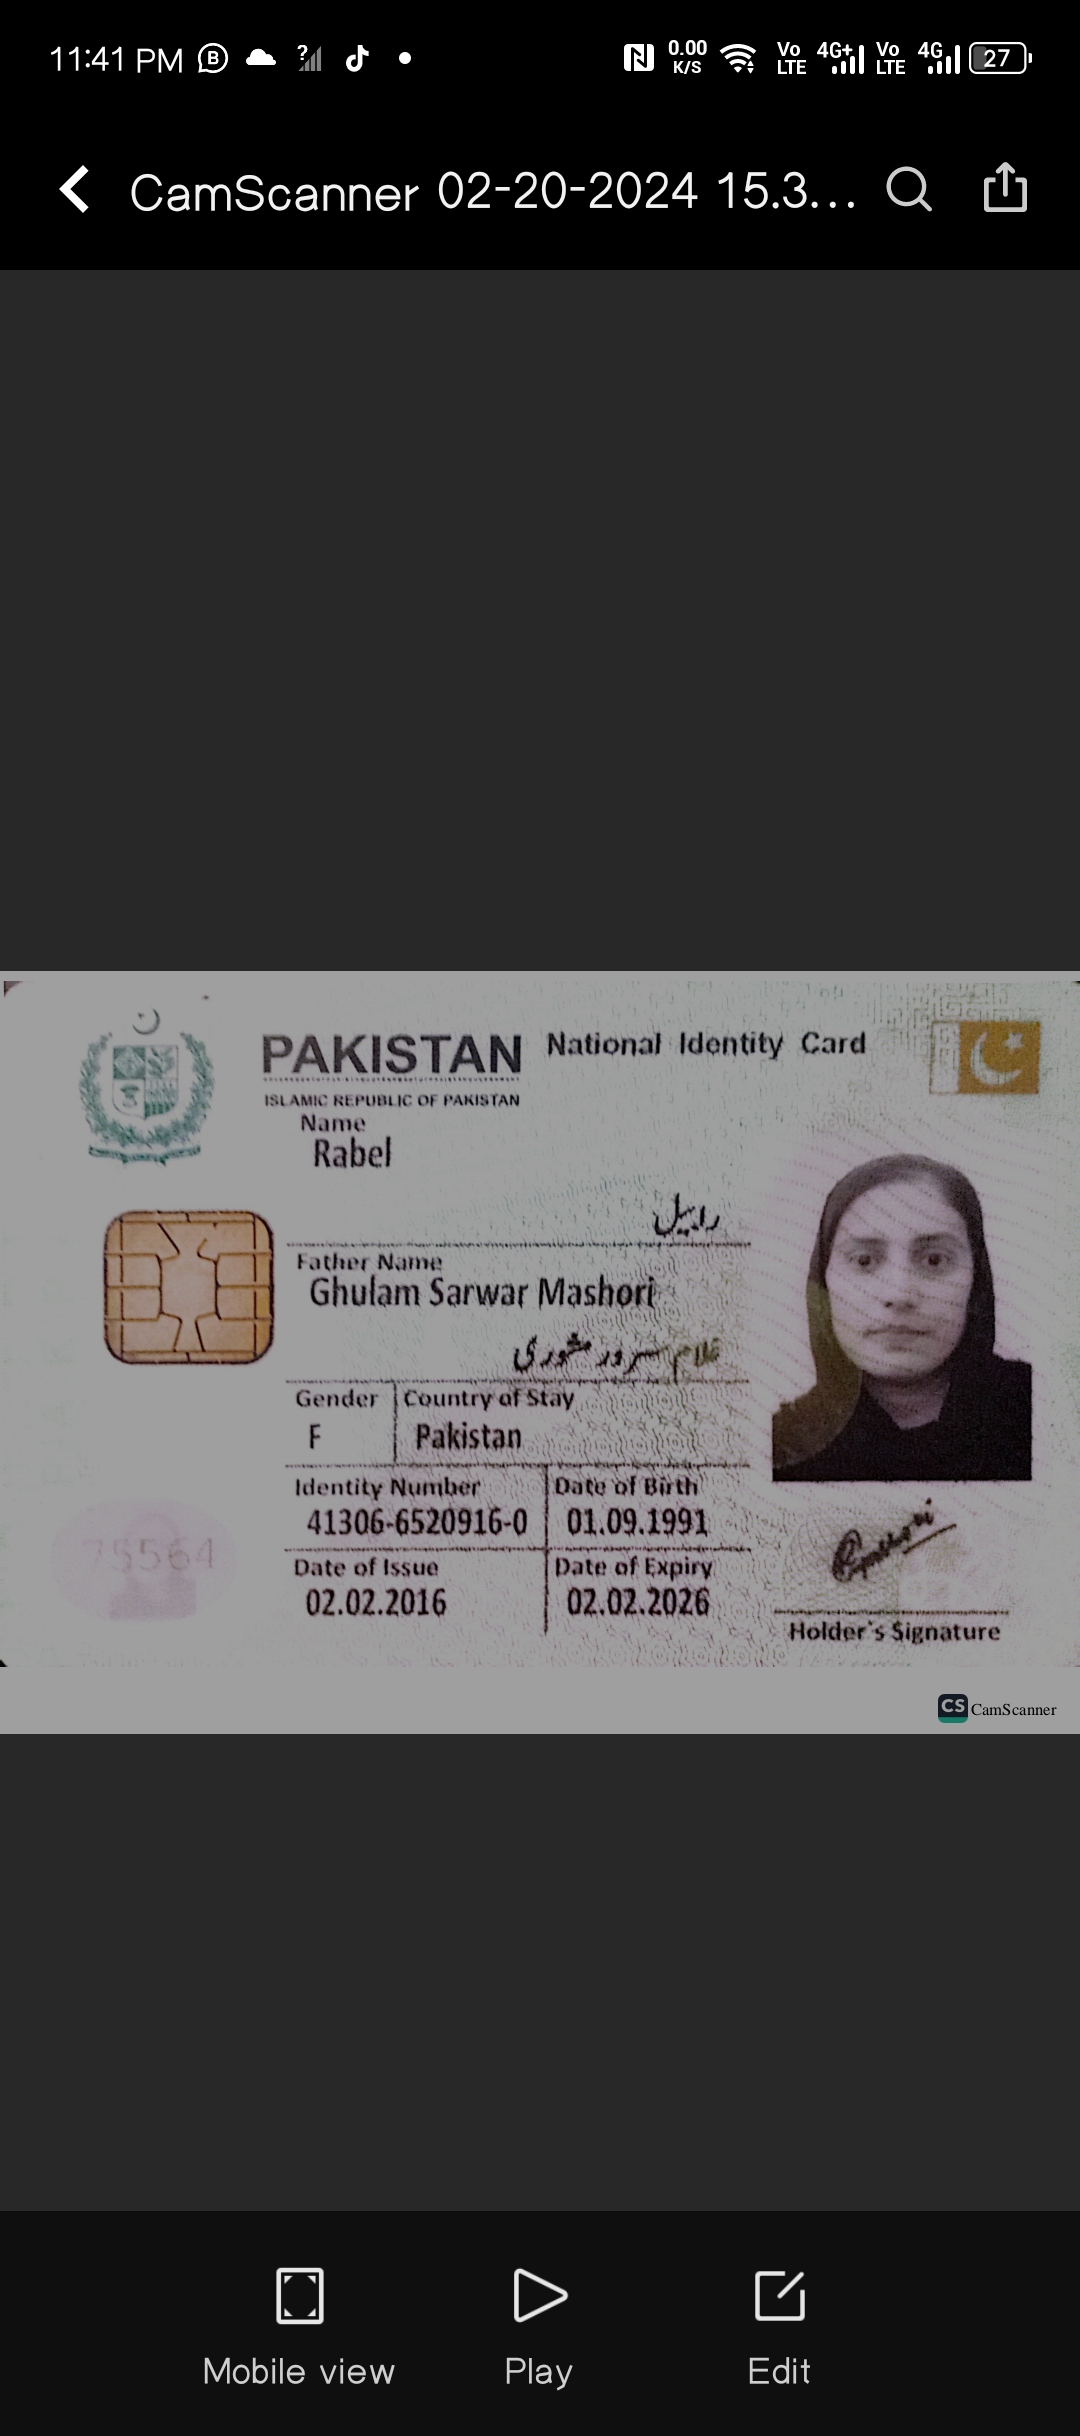 11:41 PM
0.00 K/S Vo LTE 4G+ Vo LTE 4G 27
CamScanner 02-20-2024 15.3...
PAKISTAN National Identity Card
ISLAMIC REPUBLIC OF PAKISTAN
Name
Rabel
رابیل
Father Name
Ghulam Sarwar Mashori
غلام سرور مشوری
Gender Country of Stay
F Pakistan
Identity Number Date of Birth
41306-6520916-0 01.09.1991
75564
Date of Issue Date of Expiry
02.02.2016 02.02.2026
Holder's Signature
CS CamScanner
Mobile view Play Edit